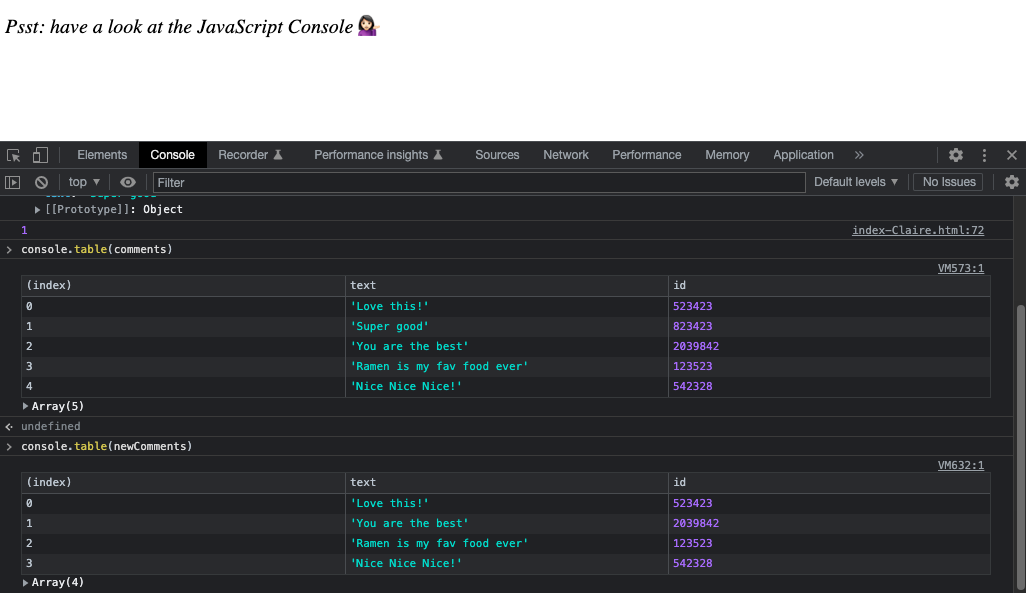 Psst: have a look at the JavaScript Console 💁🏻‍♀️
Elements Console Recorder Performance insights Sources Network Performance Memory Application »
top ▼ Filter Default levels ▼ No Issues
▶ [[Prototype]]: Object
1 index-Claire.html:72
> console.table(comments)
VM573:1
(index) text id
0 'Love this!' 523423
1 'Super good' 823423
2 'You are the best' 2039842
3 'Ramen is my fav food ever' 123523
4 'Nice Nice Nice!' 542328
▶ Array(5)
undefined
> console.table(newComments)
VM632:1
(index) text id
0 'Love this!' 523423
1 'You are the best' 2039842
2 'Ramen is my fav food ever' 123523
3 'Nice Nice Nice!' 542328
▶ Array(4)